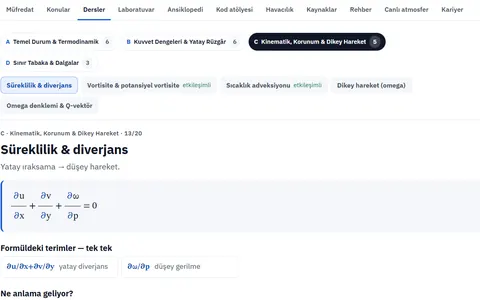 Müfredat Konular Dersler Laboratuvar Ansiklopedi Kod atölyesi Havacılık Kaynaklar Rehber Canlı atmosfer Kariyer
A Temel Durum & Termodinamik 6 B Kuvvet Dengeleri & Yatay Rüzgâr 6 C Kinematik, Korunum & Dikey Hareket 5
D Sınır Tabaka & Dalgalar 3
Süreklilik & diverjans Vortisite & potansiyel vortisite etkileşimli Sıcaklık adveksiyonu etkileşimli Dikey hareket (omega)
Omega denklemi & Q-vektör
C · Kinematik, Korunum & Dikey Hareket · 13/20
Süreklilik & diverjans
Yatay ıraksama → düşey hareket.
∂u/∂x + ∂v/∂y + ∂ω/∂p = 0
Formüldeki terimler — tek tek
∂u/∂x+∂v/∂y yatay diverjans ∂ω/∂p düşey gerilme
Ne anlama geliyor?